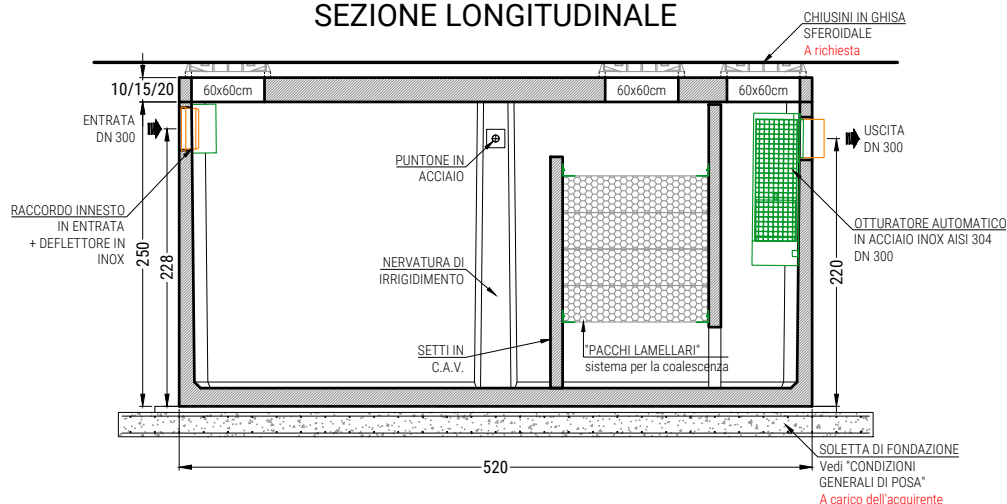 SEZIONE LONGITUDINALE
CHIUSINI IN GHISA
SFEROIDALE
A richiesta
10/15/20
60x60cm
60x60cm
60x60cm
ENTRATA
DN 300
PUNTONE IN
ACCIAIO
USCITA
DN 300
RACCORDO INNESTO
IN ENTRATA
+ DEFLETTORE IN
INOX
250
228
NERVATURA DI
IRRIGIDIMENTO
OTTURATORE AUTOMATICO
IN ACCIAIO INOX AISI 304
DN 300
220
SETTI IN
C.A.V.
"PACCHI LAMELLARI"
sistema per la coalescenza
SOLETTA DI FONDAZIONE
Vedi "CONDIZIONI
GENERALI DI POSA"
A carico dell'acquirente
520